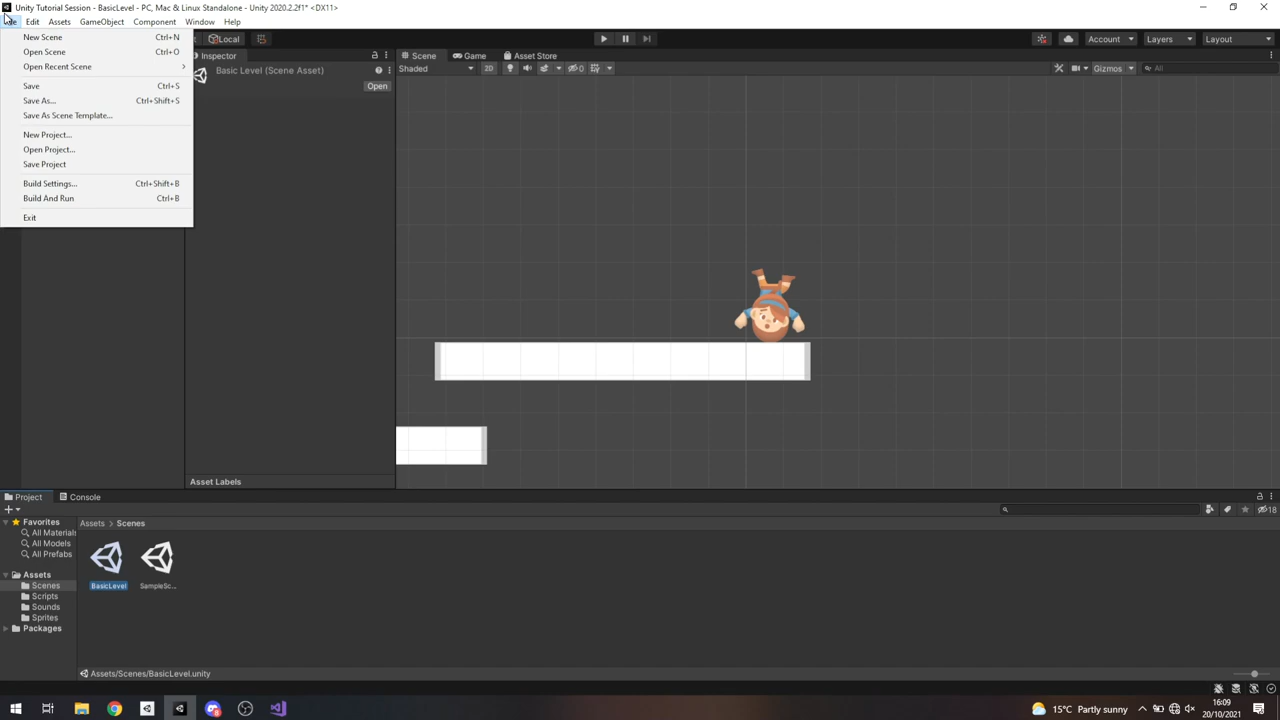 Unity Tutorial Session - BasicLevel - PC, Mac & Linux Standalone - Unity 2020.2.2f1* <DX11>
Edit Assets GameObject Component Window Help
New Scene Ctrl+N
Open Scene Ctrl+O
Open Recent Scene
Save Ctrl+S
Save As... Ctrl+Shift+S
Save As Scene Template...
New Project...
Open Project...
Save Project
Build Settings... Ctrl+Shift+B
Build And Run Ctrl+B
Exit
Local
Account Layers Layout
Inspector
Basic Level (Scene Asset)
Open
Asset Labels
Scene Game Asset Store
Shaded 2D 0 Gizmos All
Project Console
18
Favorites
All Materials
All Models
All Prefabs
Assets
Scenes
Scripts
Sounds
Sprites
Packages
Assets > Scenes
BasicLevel SampleSc...
Assets/Scenes/BasicLevel.unity
15°C Partly sunny
16:09
20/10/2021